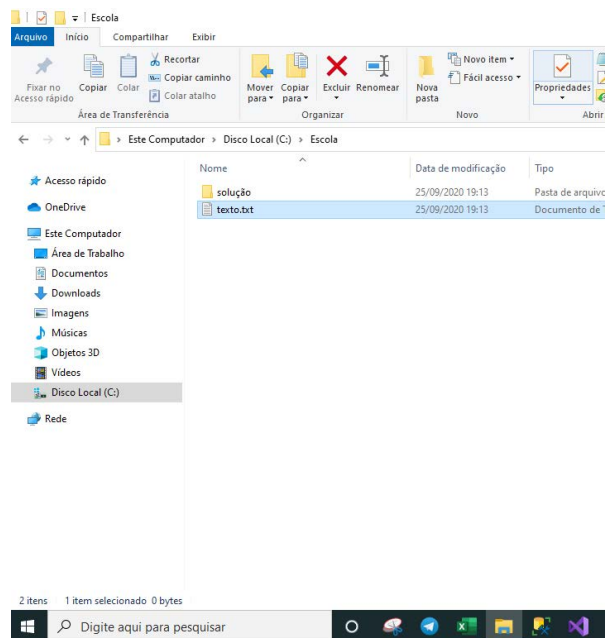 Escola
Arquivo Início Compartilhar Exibir
Fixar no Acesso rápido
Copiar
Colar
Recortar
Copiar caminho
Colar atalho
Mover para
Copiar para
Excluir
Renomear
Nova pasta
Novo item
Fácil acesso
Propriedades
Área de Transferência Organizar Novo Abrir
Este Computador Disco Local (C:) Escola
Nome Data de modificação Tipo
solução 25/09/2020 19:13 Pasta de arquivo
texto.txt 25/09/2020 19:13 Documento de
Acesso rápido
OneDrive
Este Computador
Área de Trabalho
Documentos
Downloads
Imagens
Músicas
Objetos 3D
Vídeos
Disco Local (C:)
Rede
2 itens 1 item selecionado 0 bytes
Digite aqui para pesquisar